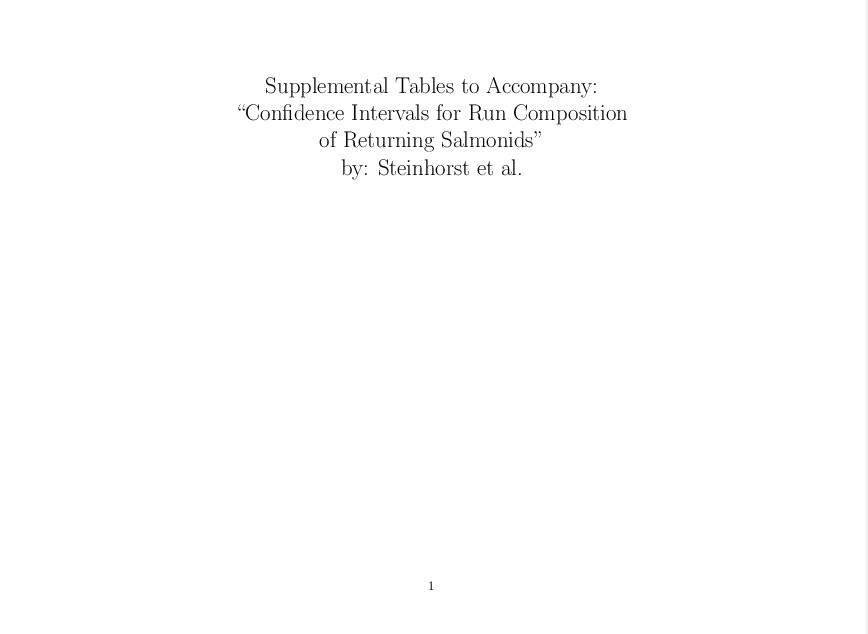 Supplemental Tables to Accompany:
“Confidence Intervals for Run Composition
of Returning Salmonids”
by: Steinhorst et al.
1